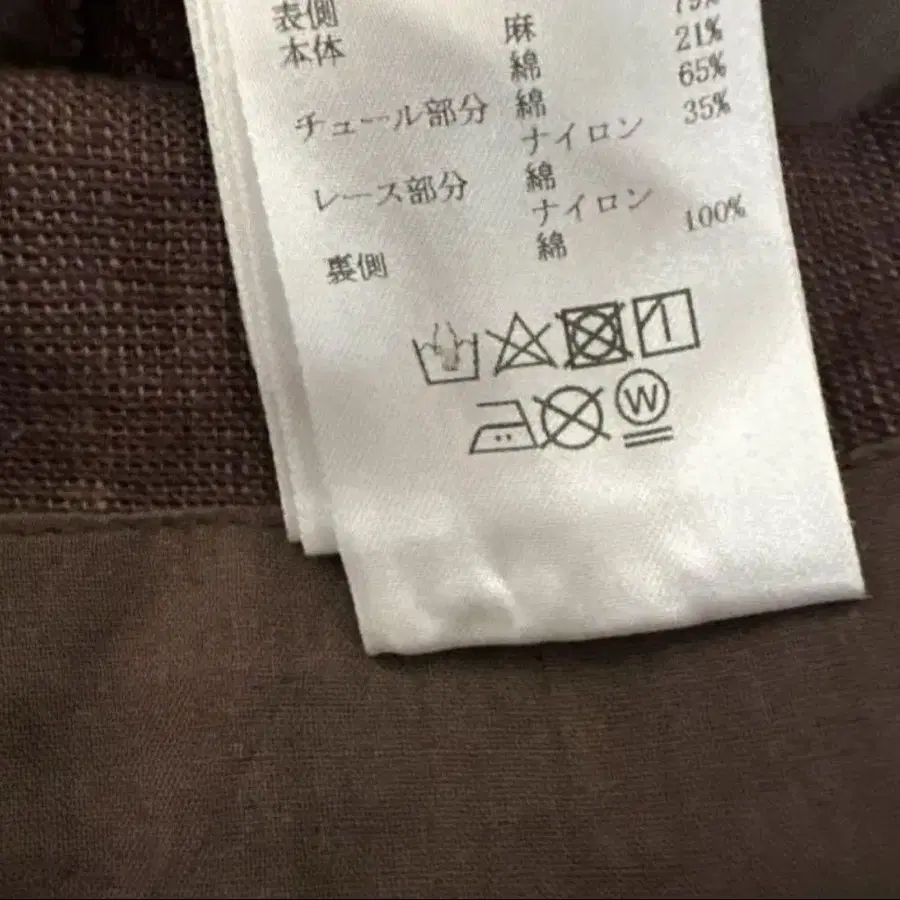 表側
本体 麻 79%
綿 21%
チュール部分 綿 65%
ナイロン 35%
レース部分 綿
ナイロン
裏側 綿 100%
W